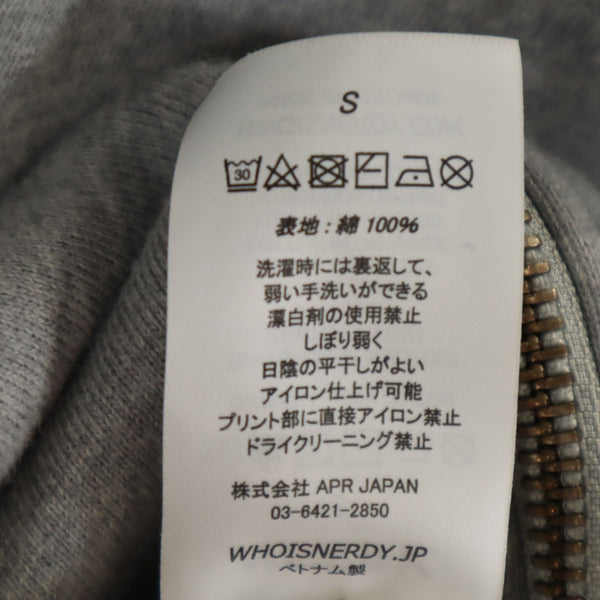 S
30
表地 : 綿 100%
洗濯時には裏返して、
弱い手洗いができる
漂白剤の使用禁止
しぼり弱く
日陰の平干しがよい
アイロン仕上げ可能
プリント部に直接アイロン禁止
ドライクリーニング禁止
株式会社 APR JAPAN
03-6421-2850
WHOISNERDY.JP
ベトナム製